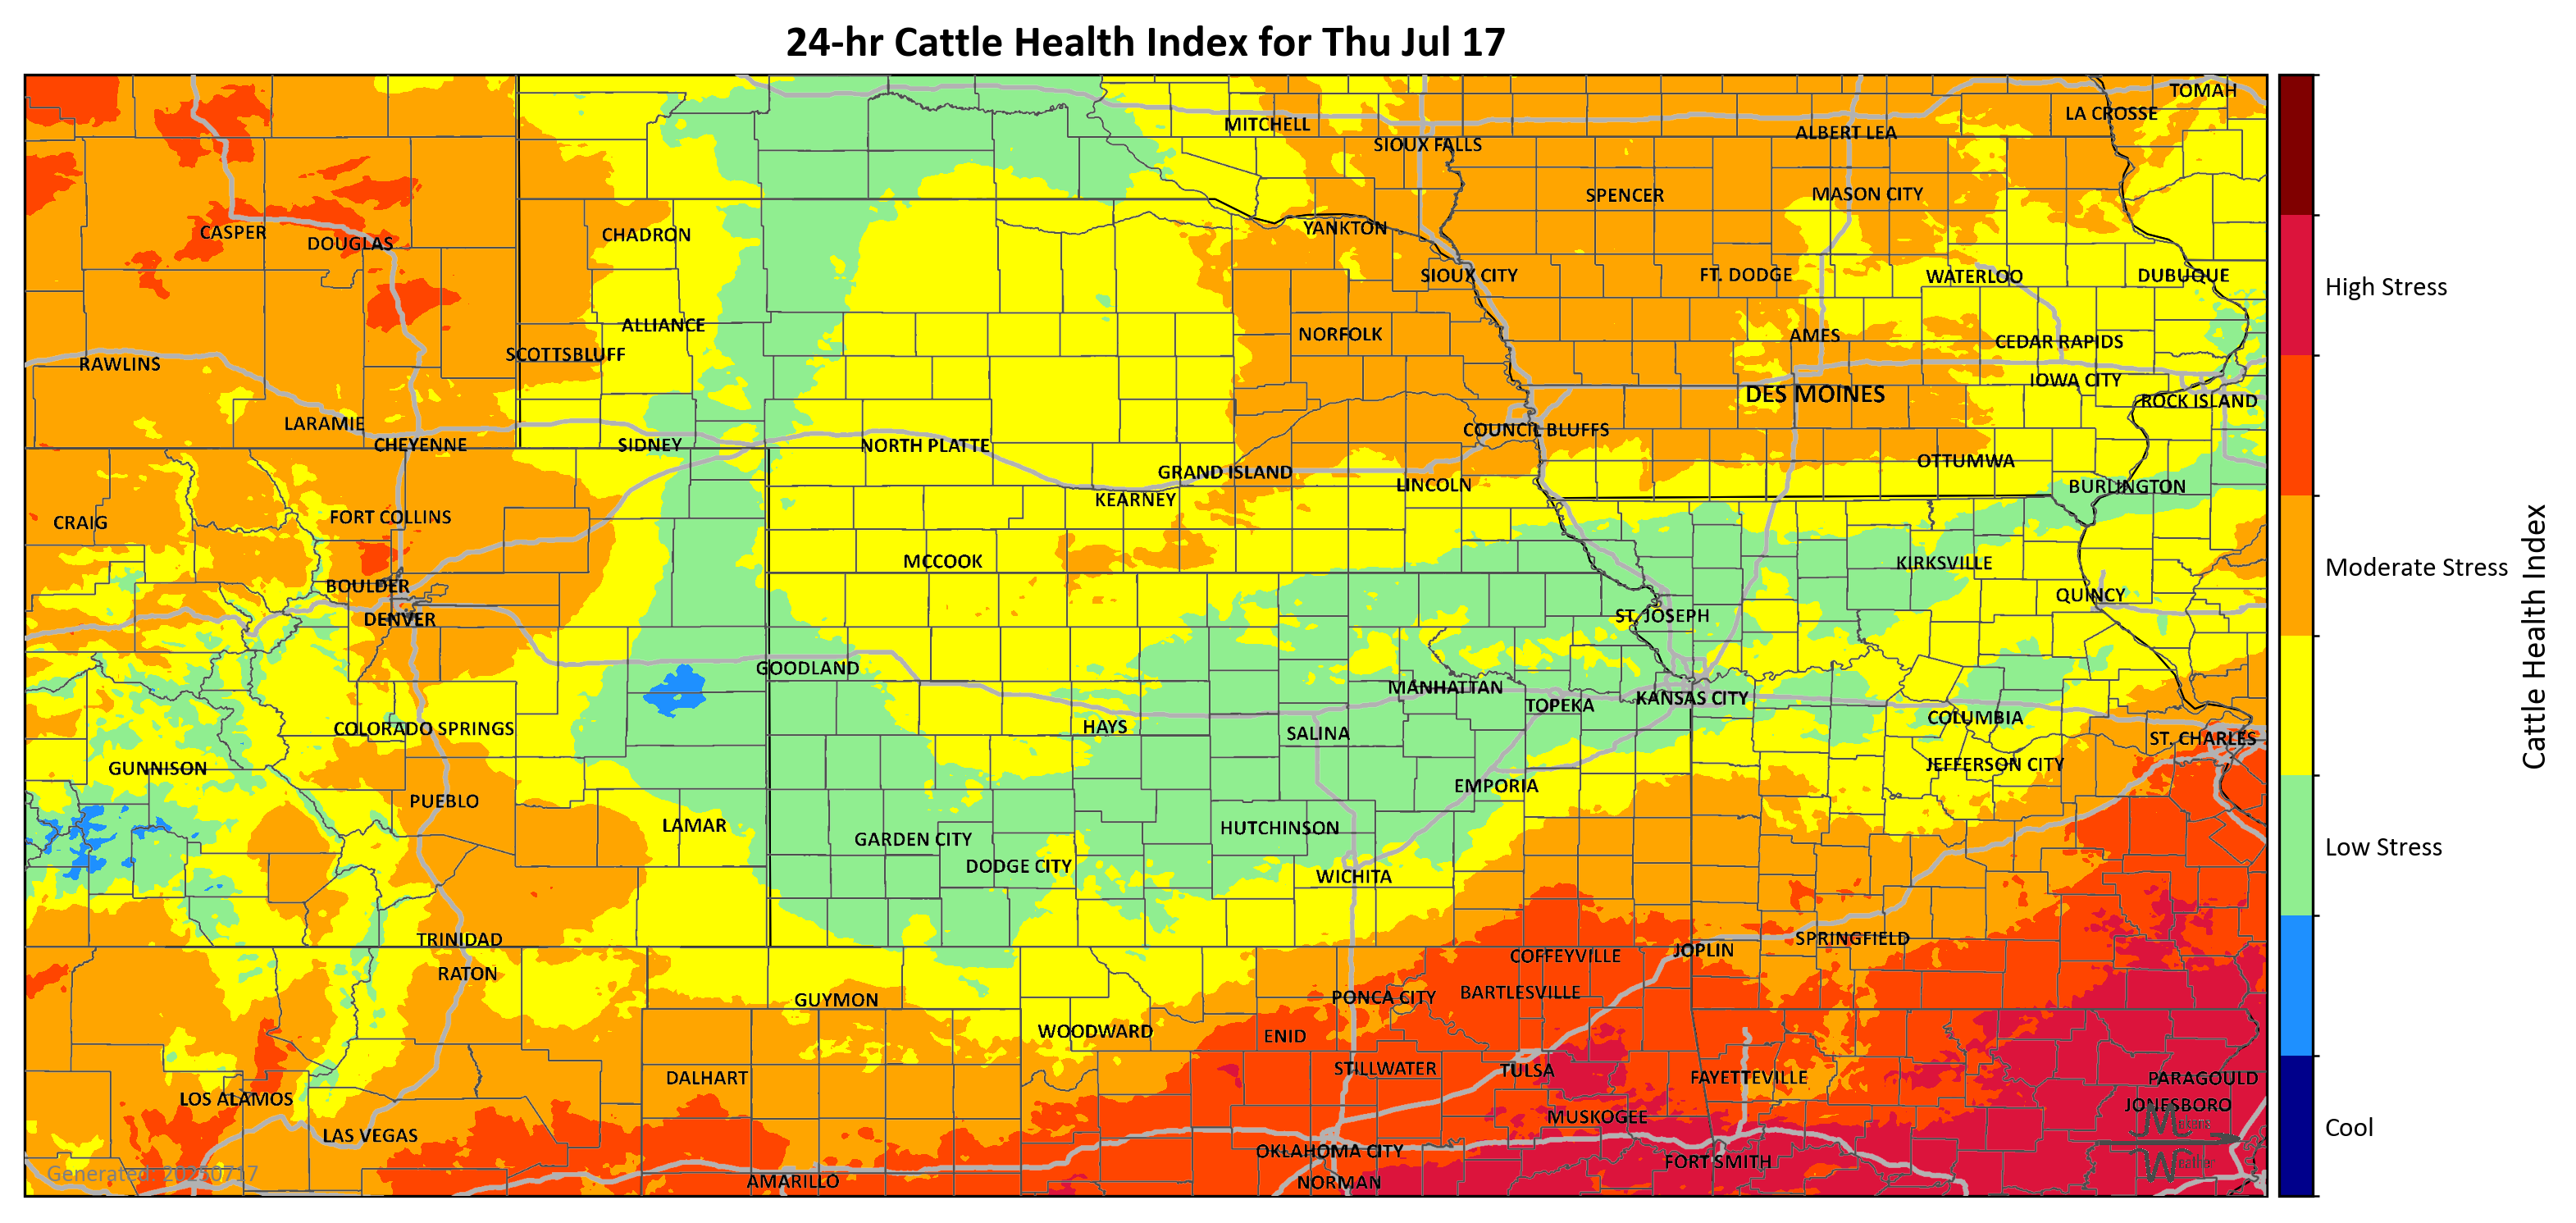 24-hr Cattle Health Index for Thu Jul 17
TOMAH
LA CROSSE
MITCHELL
ALBERT LEA
SIOUX FALLS
SPENCER
MASON CITY
CASPER
DOUGLAS
CHADRON
YANKTON
SIOUX CITY
FT. DODGE
WATERLOO
DUBUQUE
ALLIANCE
NORFOLK
AMES
CEDAR RAPIDS
SCOTTSBLUFF
RAWLINS
IOWA CITY
DES MOINES
ROCK ISLAND
LARAMIE
COUNCIL BLUFFS
CHEYENNE
SIDNEY
NORTH PLATTE
OTTUMWA
GRAND ISLAND
LINCOLN
BURLINGTON
KEARNEY
FORT COLLINS
CRAIG
MCCOOK
KIRKSVILLE
BOULDER
QUINCY
DENVER
ST. JOSEPH
GOODLAND
MANHATTAN
KANSAS CITY
TOPEKA
COLUMBIA
COLORADO SPRINGS
HAYS
SALINA
ST. CHARLES
GUNNISON
JEFFERSON CITY
EMPORIA
PUEBLO
LAMAR
HUTCHINSON
GARDEN CITY
DODGE CITY
WICHITA
TRINIDAD
SPRINGFIELD
JOPLIN
COFFEYVILLE
RATON
BARTLESVILLE
PONCA CITY
GUYMON
WOODWARD
ENID
STILLWATER
TULSA
DALHART
FAYETTEVILLE
PARAGOULD
LOS ALAMOS
JONESBORO
MUSKOGEE
LAS VEGAS
OKLAHOMA CITY
FORT SMITH
AMARILLO
NORMAN
Generated: 20250717
High Stress
Moderate Stress
Low Stress
Cool
Cattle Health Index